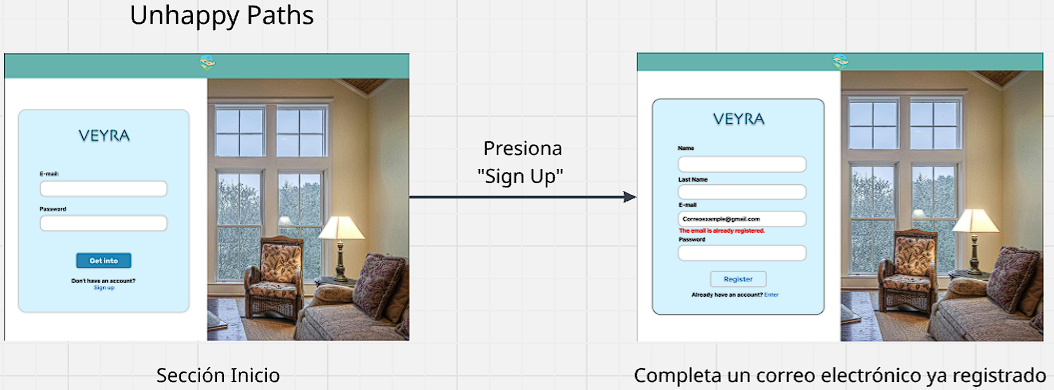 Unhappy Paths
VEYRA
E-mail:
Password
Get into
Don't have an account?
Sign up
Sección Inicio
Presiona
"Sign Up"
VEYRA
Name
Last Name
E-mail
Correoexample@gmail.com
The email is already registered.
Password
Register
Already have an account? Enter
Completa un correo electrónico ya registrado